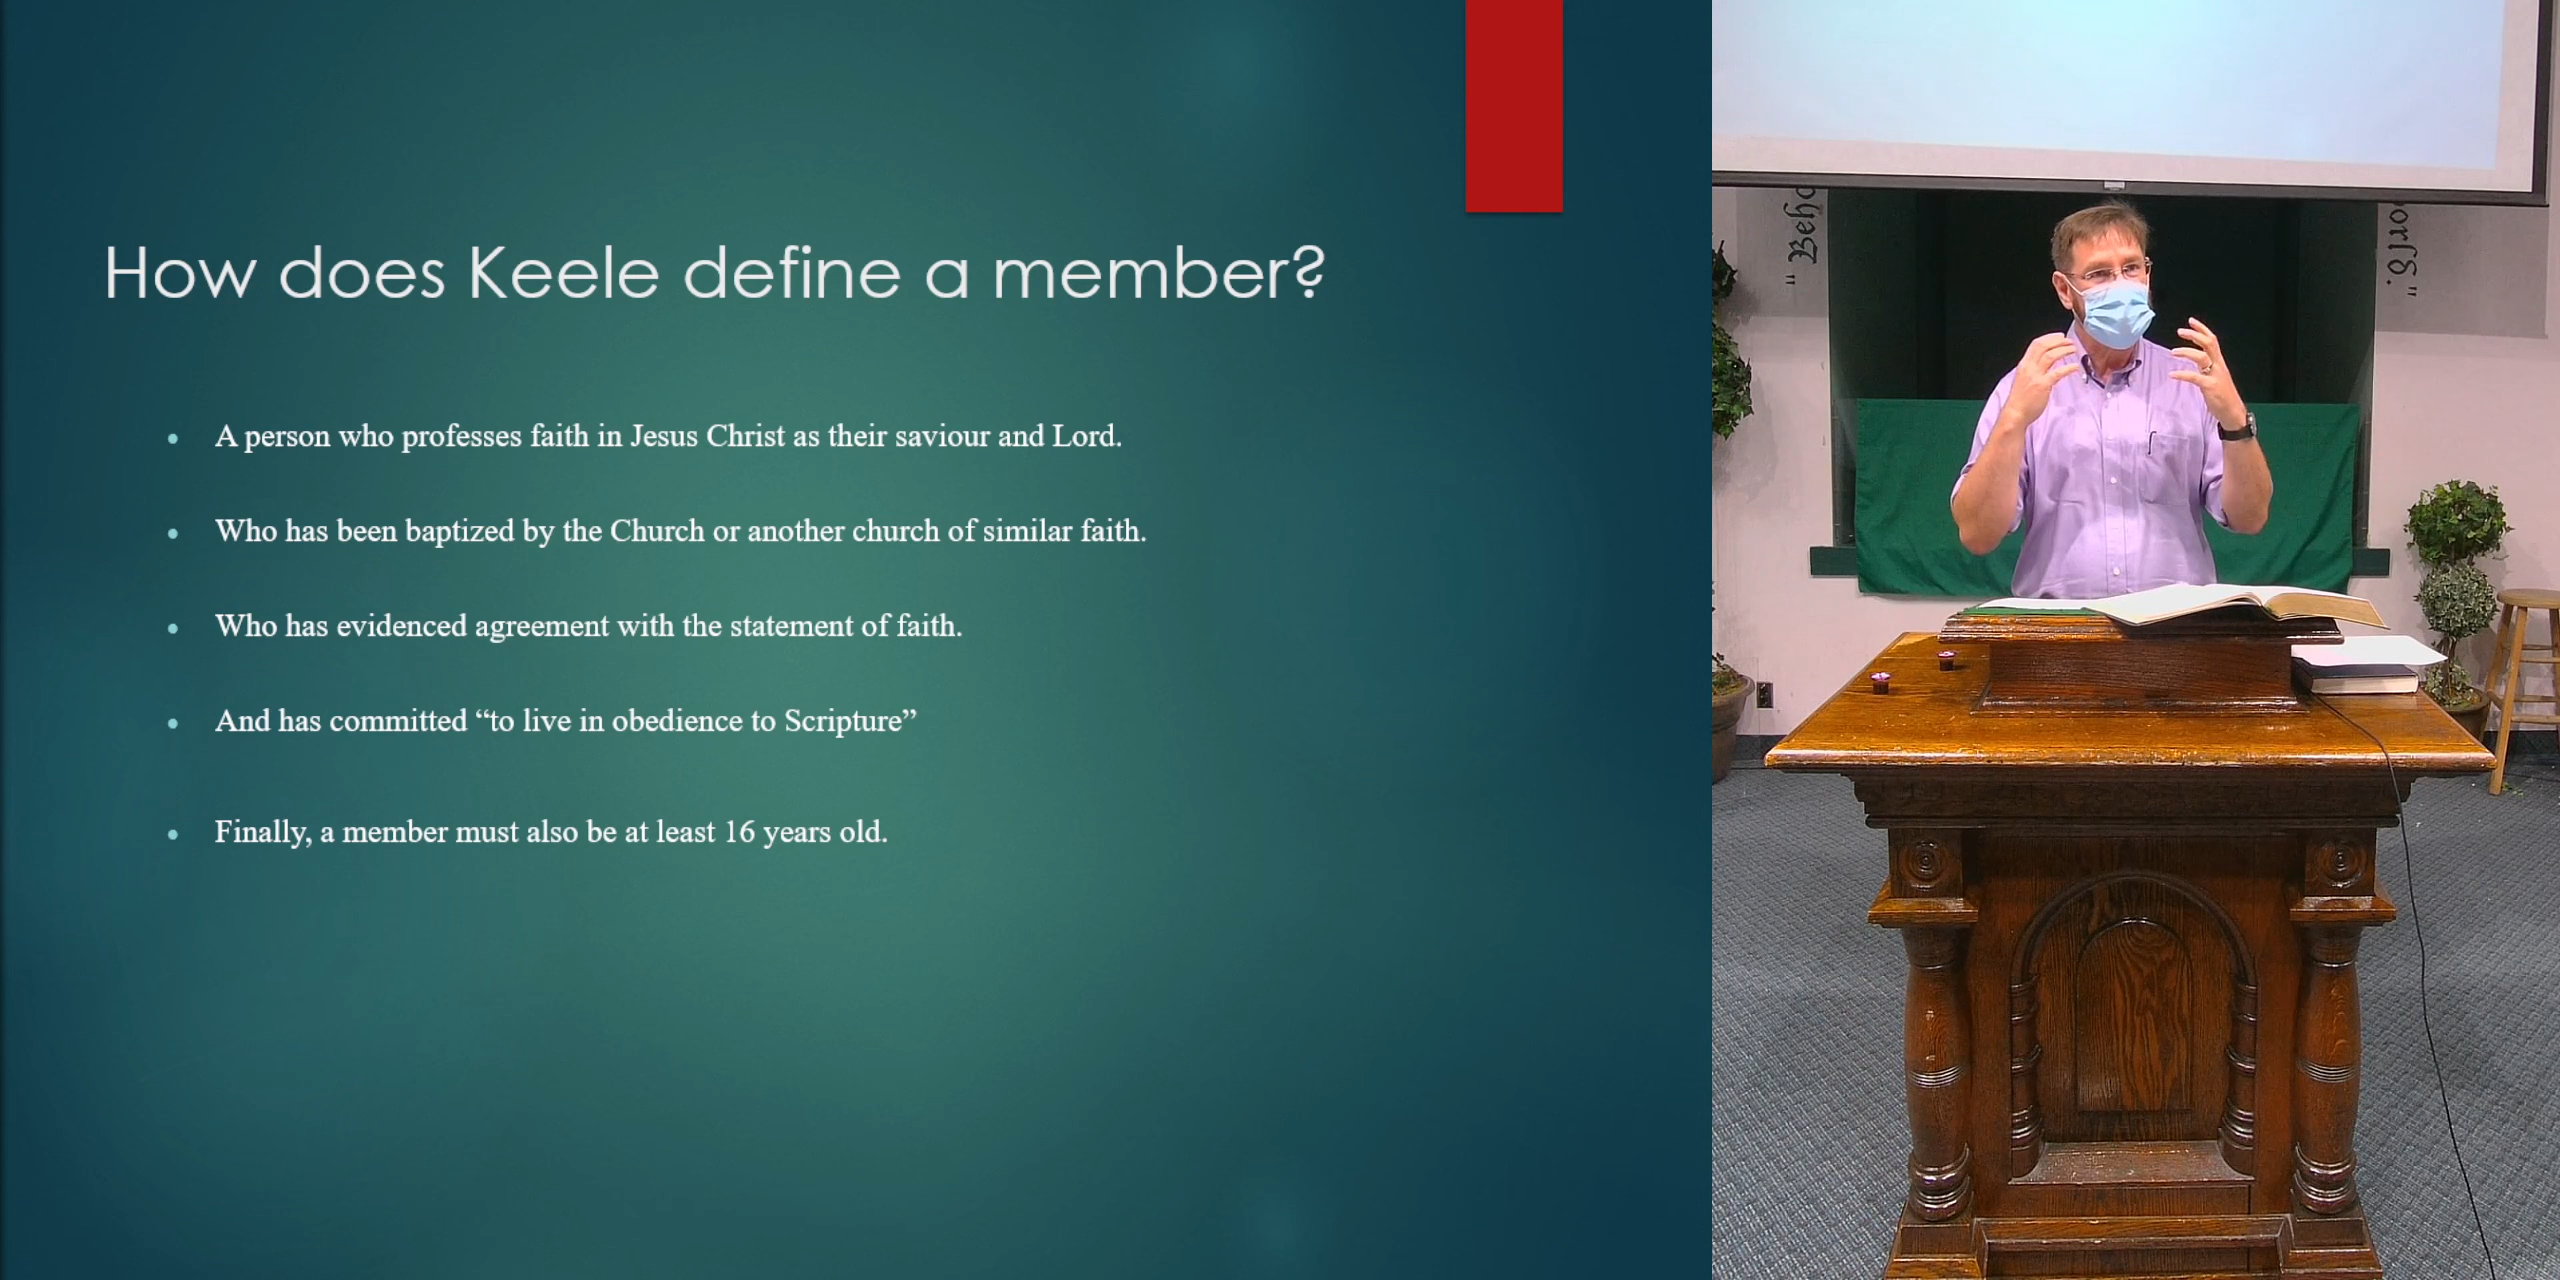 How does Keele define a member?
• A person who professes faith in Jesus Christ as their saviour and Lord.
• Who has been baptized by the Church or another church of similar faith.
• Who has evidenced agreement with the statement of faith.
• And has committed “to live in obedience to Scripture”
• Finally, a member must also be at least 16 years old.